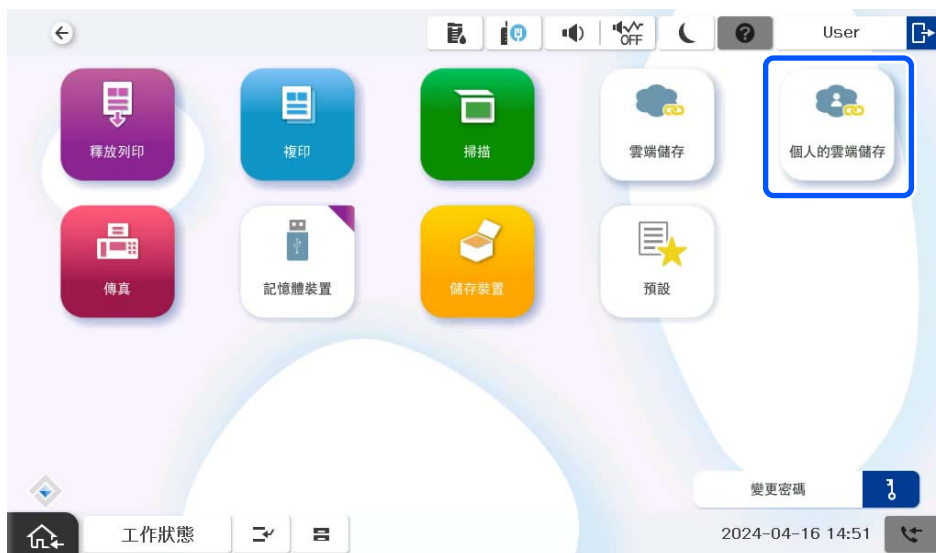 OFF
User
釋放列印
複印
掃描
雲端儲存
個人的雲端儲存
傳真
記憶體裝置
儲存裝置
預設
變更密碼
工作狀態
2024-04-16 14:51